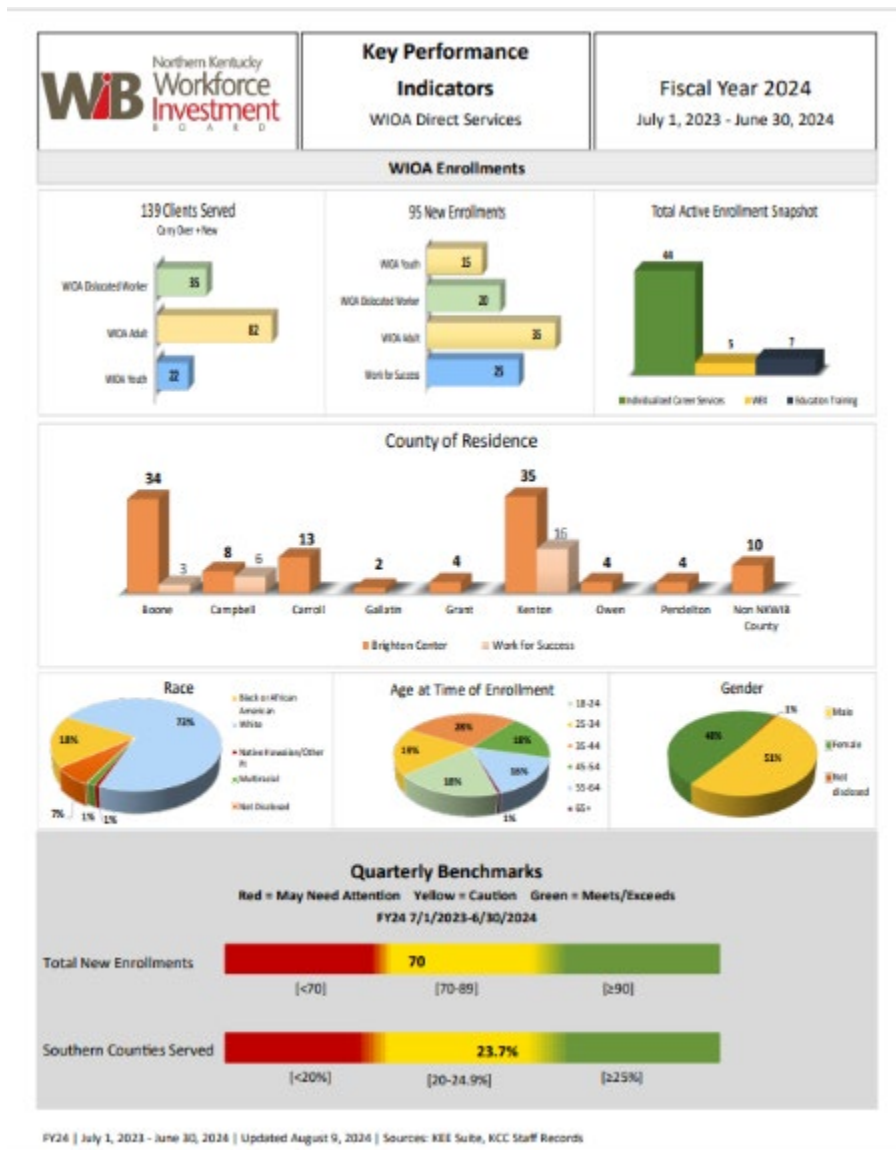 Northern Kentucky
WIB Workforce
Investment
B O A R D
Key Performance
Indicators
WIOA Direct Services
Fiscal Year 2024
July 1, 2023 - June 30, 2024
WIOA Enrollments
139 Clients Served
Carry Over + New
WIOA Dislocated Worker
35
WIOA Adult
82
WIOA Youth
22
95 New Enrollments
WIOA Youth
15
WIOA Dislocated Worker
20
WIOA Adult
35
Work for Success
25
Total Active Enrollment Snapshot
44
5
7
Individualized Career Services
WEX
Education Training
County of Residence
34
3
8
6
13
2
4
35
16
4
4
10
Boone
Campbell
Carroll
Gallatin
Grant
Kenton
Owen
Pendelton
Non NKWIB
County
Brighton Center
Work for Success
Race
73%
18%
7%
1%
1%
Black or African
American
White
Native Hawaiian/Other
PI
Multiracial
Not Disclosed
Age at Time of Enrollment
18%
19%
18%
16%
1%
18-24
25-34
35-44
45-54
55-64
65+
Gender
1%
51%
48%
Male
Female
Not
disclosed
Quarterly Benchmarks
Red = May Need Attention Yellow = Caution Green = Meets/Exceeds
FY24 7/1/2023-6/30/2024
Total New Enrollments
70
[<70]
[70-89]
[≥90]
Southern Counties Served
23.7%
[<20%]
[20-24.9%]
[≥25%]
FY24 | July 1, 2023 - June 30, 2024 | Updated August 9, 2024 | Sources: KEE Suite, KCC Staff Records